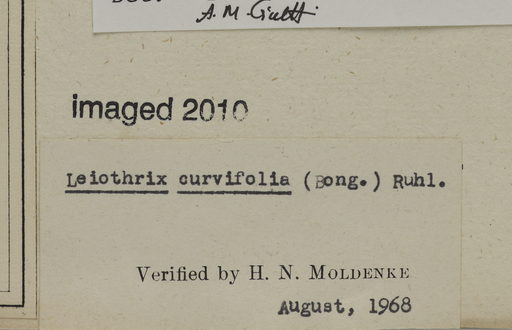 A. M. Giulietti
imaged 2010
Leiothrix curvifolia (Bong.) Ruhl.
Verified by H. N. MOLDENKE
August, 1968